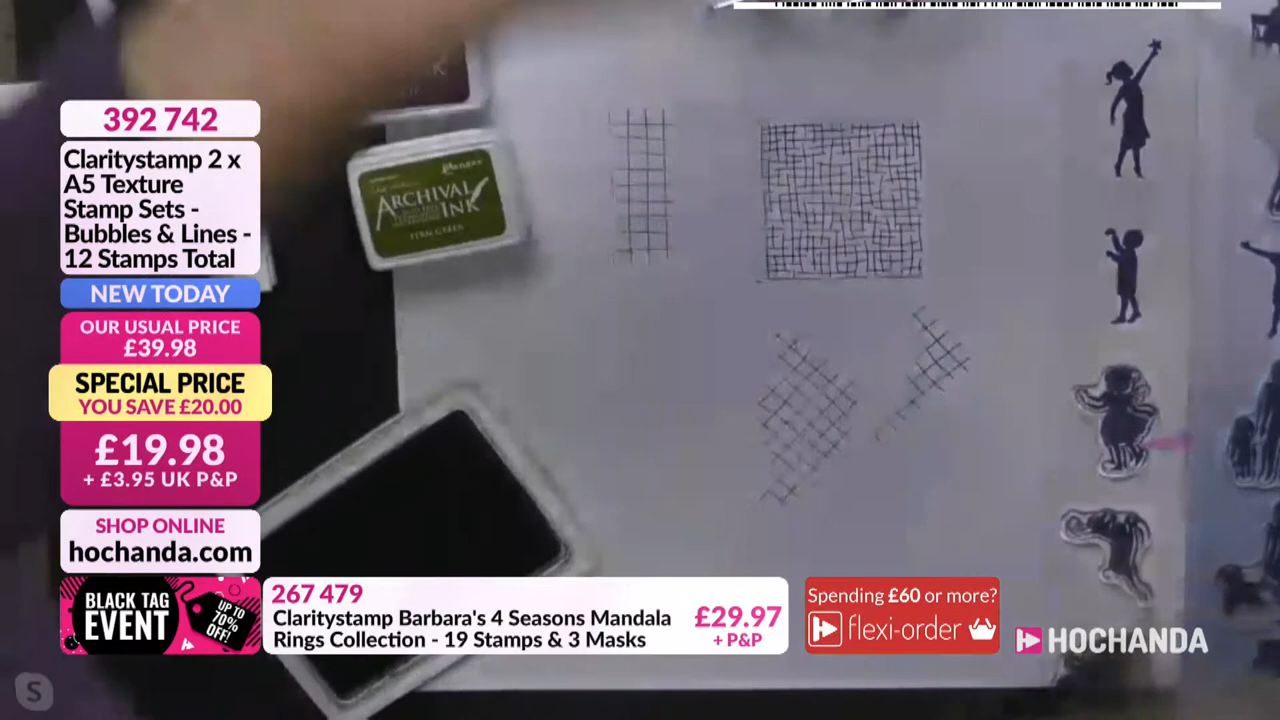 392 742
Claritystamp 2 x
A5 Texture
Stamp Sets -
Bubbles & Lines -
12 Stamps Total
NEW TODAY
OUR USUAL PRICE
£39.98
SPECIAL PRICE
YOU SAVE £20.00
£19.98
+ £3.95 UK P&P
SHOP ONLINE
hochanda.com
BLACK TAG
EVENT
UP TO
70%
OFF!
267 479
Claritystamp Barbara's 4 Seasons Mandala
Rings Collection - 19 Stamps & 3 Masks
£29.97
+ P&P
Spending £60 or more?
flexi-order
HOCHANDA
Ranger
ARCHIVAL
INK
FERN GREEN
S